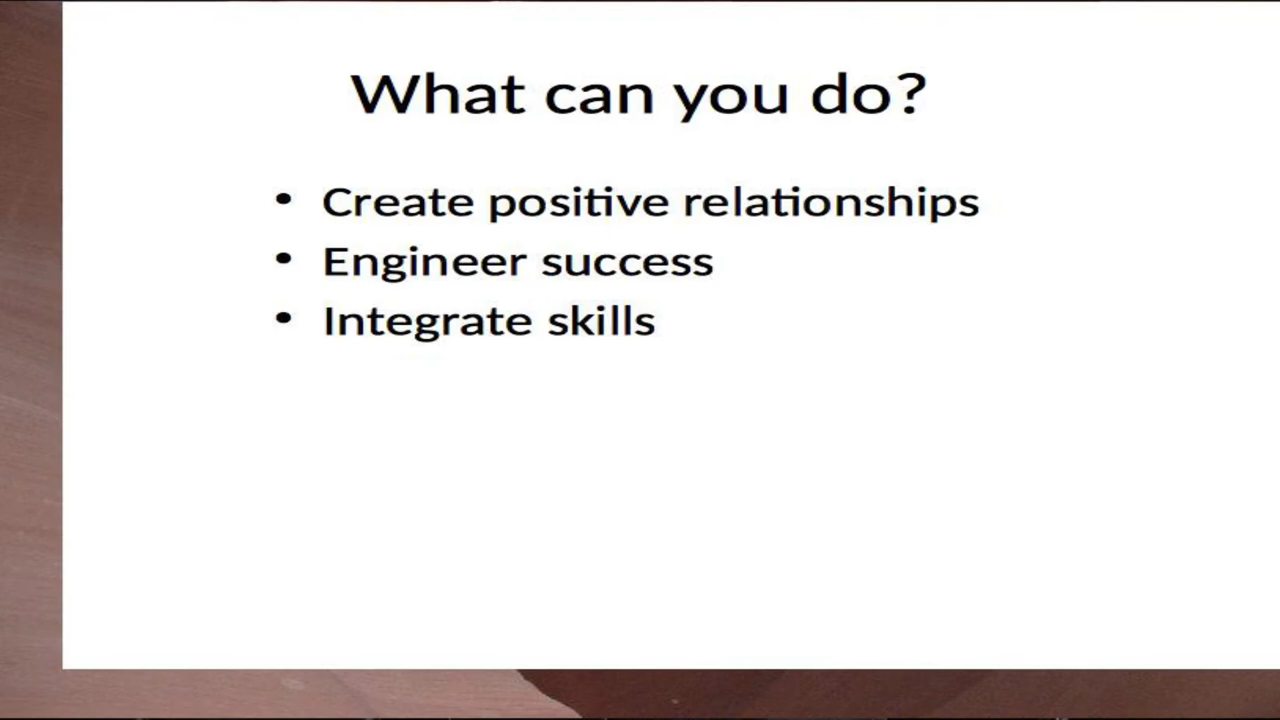 What can you do?
• Create positive relationships
• Engineer success
• Integrate skills